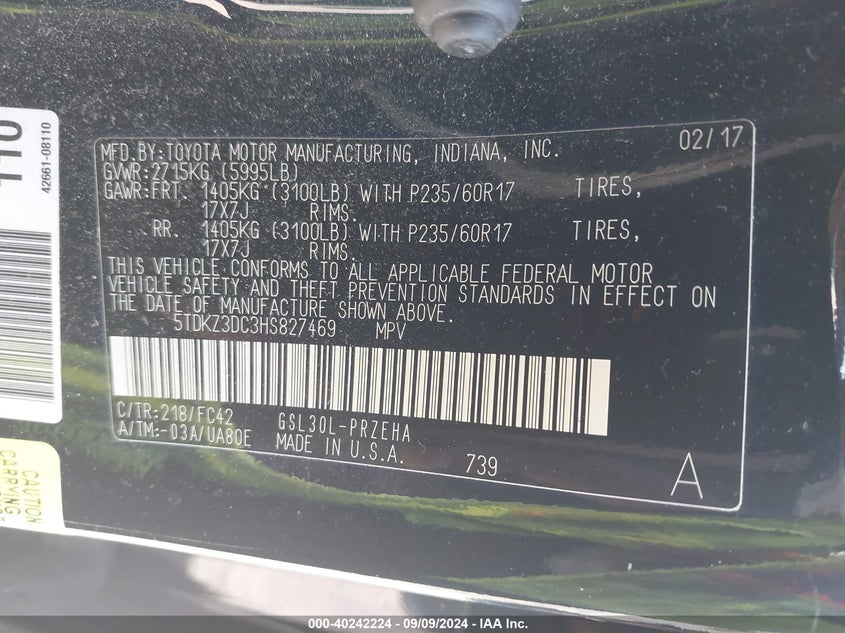 MFD.BY:TOYOTA MOTOR MANUFACTURING, INDIANA, INC. 02/17
GVWR:2715KG (5995LB)
GAWR:FRT. 1405KG (3100LB) WITH P235/60R17 TIRES,
17X7J RIMS.
RR. 1405KG (3100LB) WITH P235/60R17 TIRES,
17X7J RIMS.
THIS VEHICLE CONFORMS TO ALL APPLICABLE FEDERAL MOTOR
VEHICLE SAFETY AND THEFT PREVENTION STANDARDS IN EFFECT ON
THE DATE OF MANUFACTURE SHOWN ABOVE.
5TDKZ3DC3HS827469 MPV
C/TR:218/FC42 GSL30L-PRZEHA
A/TM:-03A/UA80E MADE IN U.S.A. 739 A
42661-08110
110
CAUTION
000-40242224 - 09/09/2024 - IAA Inc.